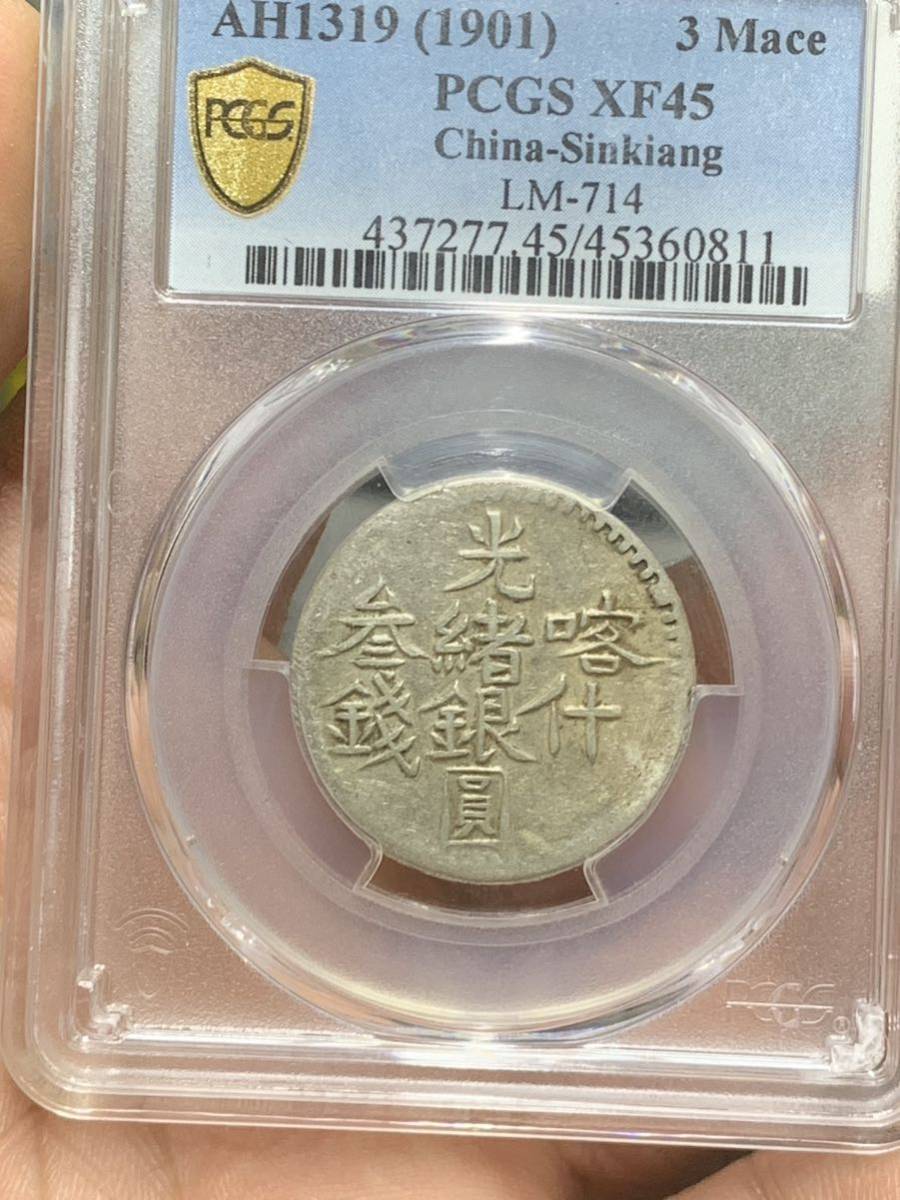 AH1319 (1901) 3 Mace
PCGS
PCGS XF45
China-Sinkiang
LM-714
437277.45/45360811
光緒銀圓
喀什
叁錢
PCGS